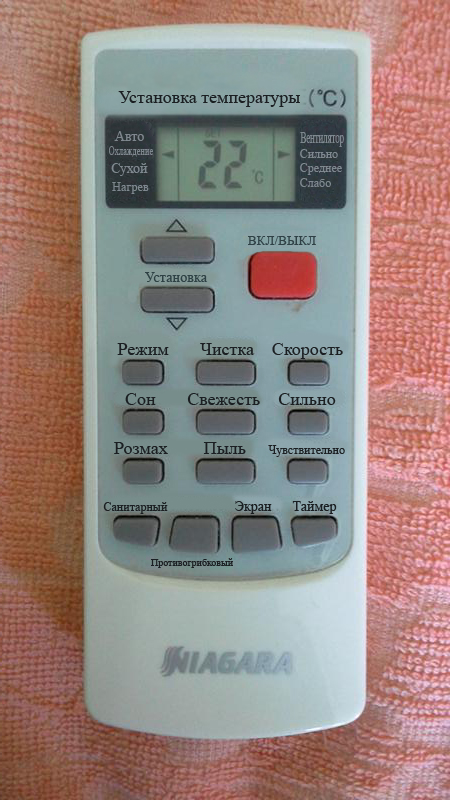 Установка температуры (℃)
Авто
Охлаждение
Сухой
Нагрев
SET
22 °C
Вентилятор
Сильно
Среднее
Слабо
ВКЛ/ВЫКЛ
Установка
Режим Чистка Скорость
Сон Свежесть Сильно
Розмах Пыль Чувствительно
Санитарный Экран Таймер
Противогрибковый
NIAGARA